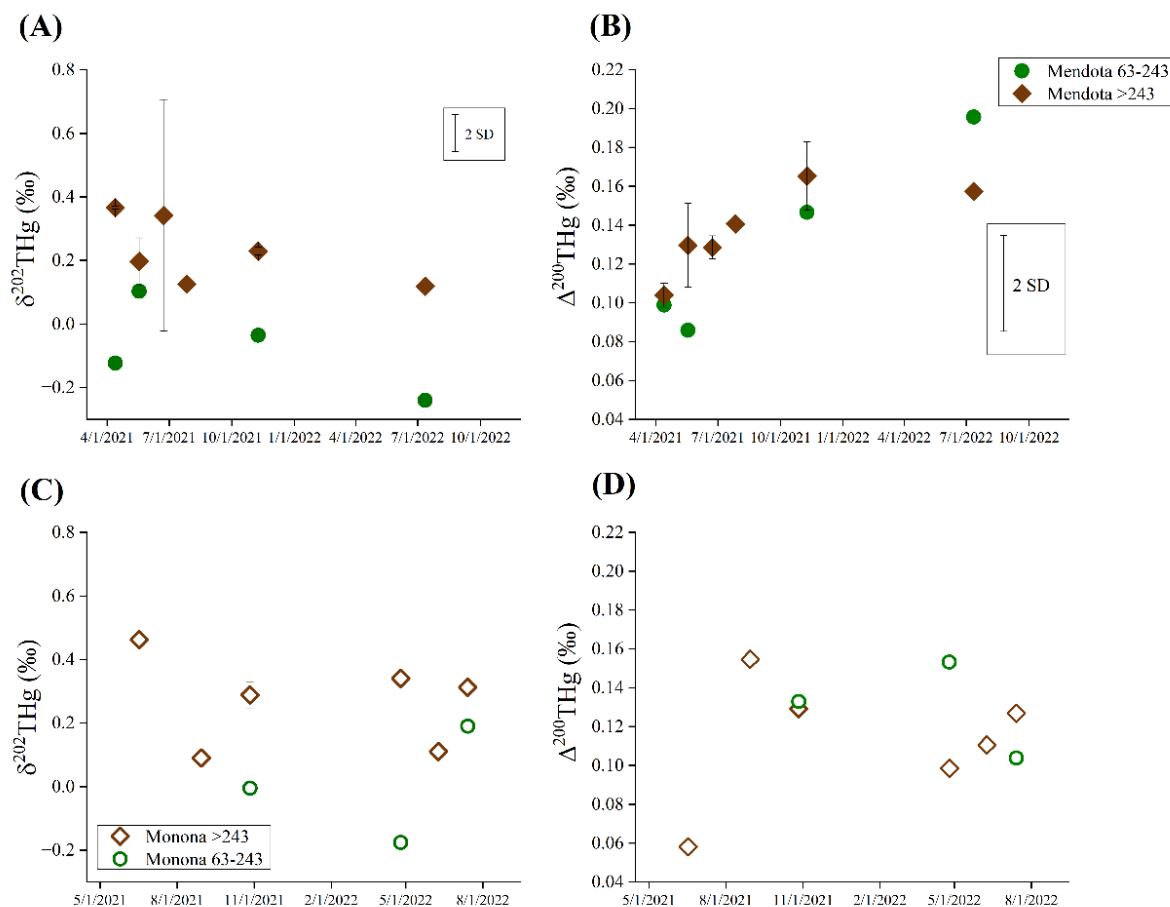 (A)
0.8
0.6
0.4
0.2
0.0
−0.2
δ202THg (‰)
2 SD
4/1/2021 7/1/2021 10/1/2021 1/1/2022 4/1/2022 7/1/2022 10/1/2022
(B)
0.22
0.20
0.18
0.16
0.14
0.12
0.10
0.08
0.06
0.04
Δ200THg (‰)
Mendota 63-243
Mendota >243
2 SD
4/1/2021 7/1/2021 10/1/2021 1/1/2022 4/1/2022 7/1/2022 10/1/2022
(C)
0.8
0.6
0.4
0.2
0.0
−0.2
δ202THg (‰)
Monona >243
Monona 63-243
5/1/2021 8/1/2021 11/1/2021 2/1/2022 5/1/2022 8/1/2022
(D)
0.22
0.20
0.18
0.16
0.14
0.12
0.10
0.08
0.06
0.04
Δ200THg (‰)
5/1/2021 8/1/2021 11/1/2021 2/1/2022 5/1/2022 8/1/2022